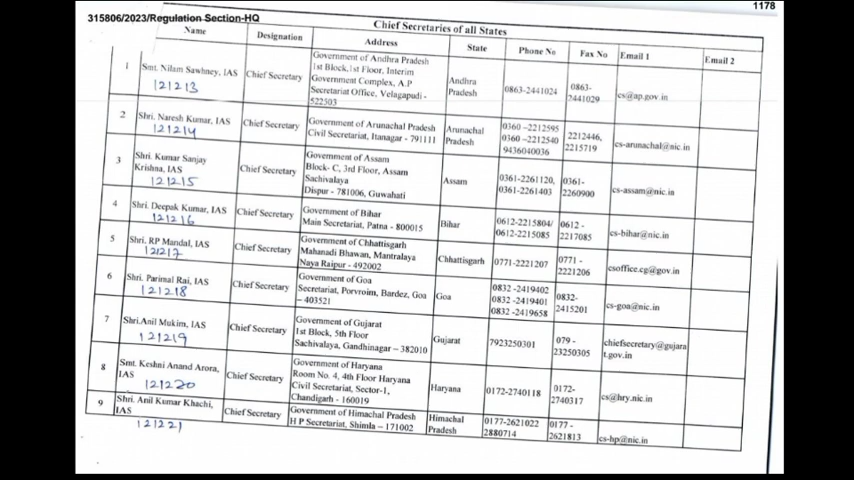 1178
315806/2023/Regulation Section-HQ
Chief Secretaries of all States
Name Designation Address State Phone No Fax No Email 1 Email 2
1 Smt. Nilam Sawhney, IAS 121213 Chief Secretary
Government of Andhra Pradesh
1st Block,1st Floor, Interim
Government Complex, A.P
Secretariat Office, Velagapudi -
522503
Andhra
Pradesh
0863-2441024
0863-
2441029
cs@ap.gov.in
2 Shri. Naresh Kumar, IAS 121214 Chief Secretary
Government of Arunachal Pradesh
Civil Secretariat, Itanagar - 791111
Arunachal
Pradesh
0360 –2212595
0360 –2212540
9436040036
2212446,
2215719
cs-arunachal@nic.in
3 Shri. Kumar Sanjay
Krishna, IAS
121215
Chief Secretary
Government of Assam
Block- C, 3rd Floor, Assam
Sachivalaya
Dispur - 781006, Guwahati
Assam
0361-2261120,
0361-2261403
0361-
2260900
cs-assam@nic.in
4 Shri. Deepak Kumar, IAS
121216
Chief Secretary
Government of Bihar
Main Secretariat, Patna - 800015
Bihar
0612-2215804/
0612-2215085
0612 -
2217085
cs-bihar@nic.in
5 Shri. RP Mandal, IAS
121217
Chief Secretary
Government of Chhattisgarh
Mahanadi Bhawan, Mantralaya
Naya Raipur - 492002
Chhattisgarh
0771-2221207
0771 -
2221206
csoffice.cg@gov.in
6 Shri. Parimal Rai, IAS
121218
Chief Secretary
Government of Goa
Secretariat, Porvroim, Bardez, Goa
– 403521
Goa
0832 -2419402
0832 -2419401
0832 -2419658
0832-
2415201
cs-goa@nic.in
7 Shri.Anil Mukim, IAS
121219
Chief Secretary
Government of Gujarat
1st Block, 5th Floor
Sachivalaya, Gandhinagar – 382010
Gujarat
7923250301
079 -
23250305
chiefsecretary@gujara
t.gov.in
8 Smt. Keshni Anand Arora,
IAS
121220
Chief Secretary
Government of Haryana
Room No. 4, 4th Floor Haryana
Civil Secretariat, Sector-1,
Chandigarh - 160019
Haryana
0172-2740118
0172-
2740317
cs@hry.nic.in
9 Shri. Anil Kumar Khachi,
IAS
121221
Chief Secretary
Government of Himachal Pradesh
H P Secretariat, Shimla – 171002
Himachal
Pradesh
0177-2621022
2880714
0177 -
2621813
cs-hp@nic.in